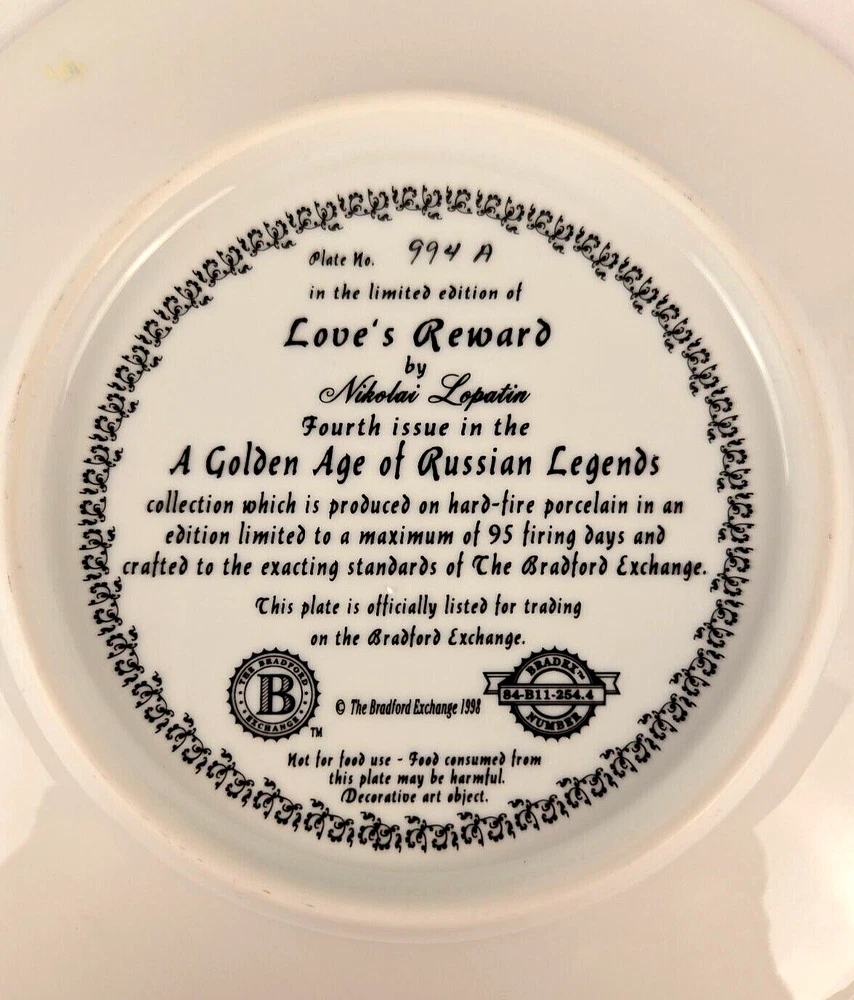 Plate No. 994 A
in the limited edition of
Love's Reward
by
Nikolai Lopatin
Fourth issue in the
A Golden Age of Russian Legends
collection which is produced on hard-fire porcelain in an
edition limited to a maximum of 95 firing days and
crafted to the exacting standards of The Bradford Exchange.
This plate is officially listed for trading
on the Bradford Exchange.
THE BRADFORD
B
EXCHANGE
TM
© The Bradford Exchange 1998
BRADEX™
84-B11-254.4
NUMBER
Not for food use - Food consumed from
this plate may be harmful.
Decorative art object.